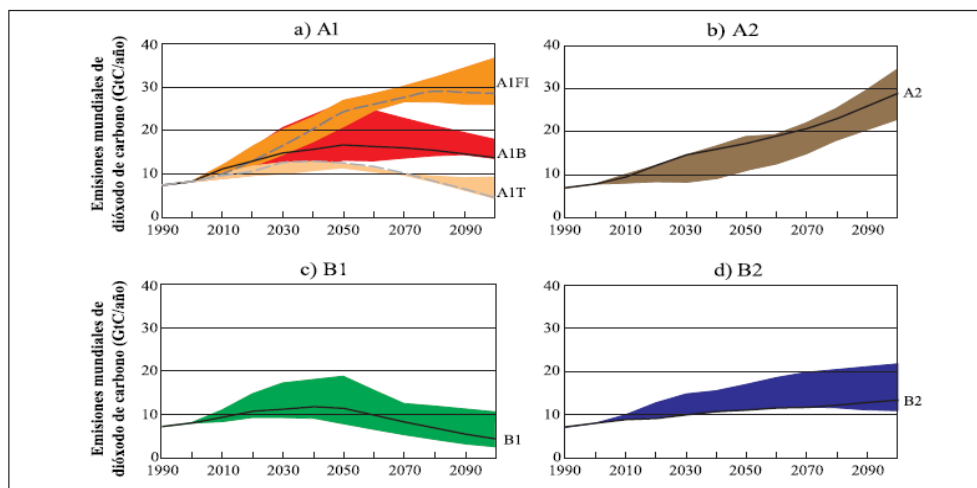 a) A1
Emisiones mundiales de
dióxodo de carbono (GtC/año)
40
30
20
10
0
1990 2010 2030 2050 2070 2090
A1FI
A1B
A1T
b) A2
40
30
20
10
0
1990 2010 2030 2050 2070 2090
A2
c) B1
Emisiones mundiales de
dióxodo de carbono (GtC/año)
40
30
20
10
0
1990 2010 2030 2050 2070 2090
B1
d) B2
40
30
20
10
0
1990 2010 2030 2050 2070 2090
B2